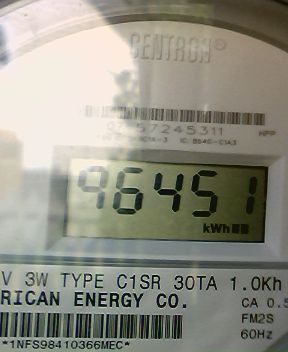 CENTRON®
57245311
96451
kWh
V 3W TYPE C1SR 30TA 1.0Kh
RICAN ENERGY CO. CA 0.5
FM2S
*1NFS98410366MEC* 60Hz